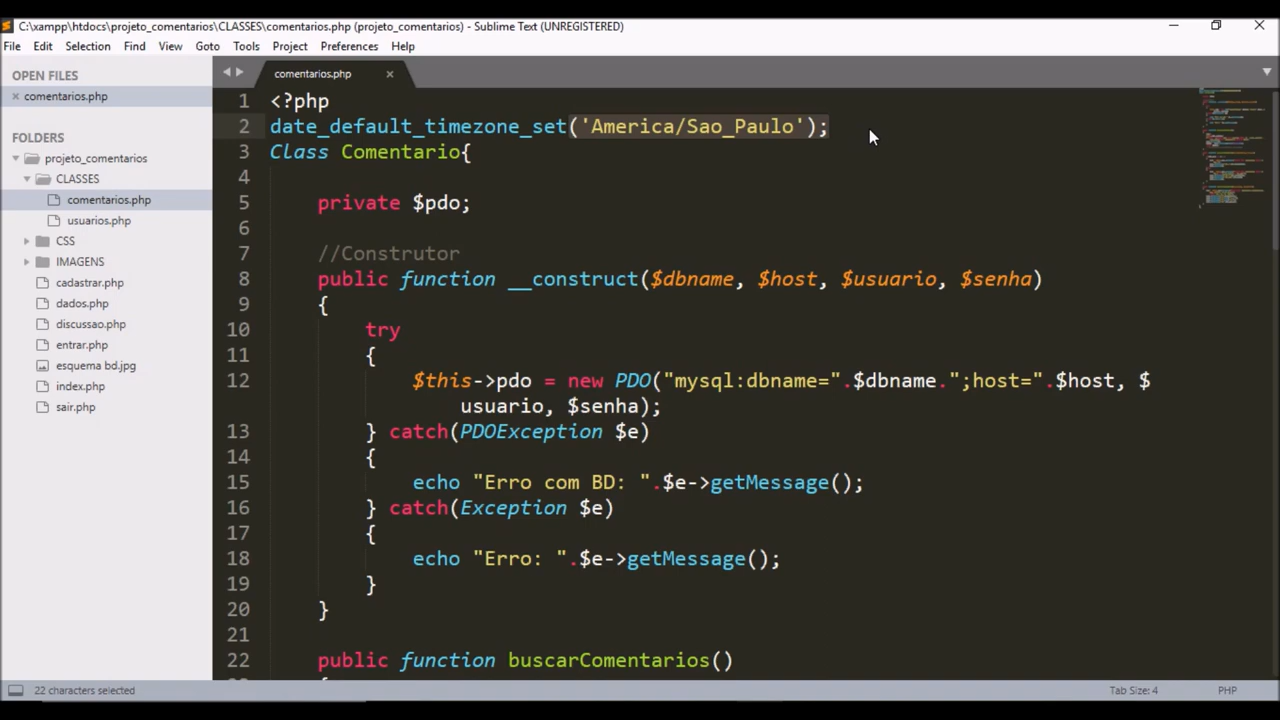 C:\xampp\htdocs\projeto_comentarios\CLASSES\comentarios.php (projeto_comentarios) - Sublime Text (UNREGISTERED)
File Edit Selection Find View Goto Tools Project Preferences Help
OPEN FILES
comentarios.php
FOLDERS
projeto_comentarios
CLASSES
comentarios.php
usuarios.php
CSS
IMAGENS
cadastrar.php
dados.php
discussao.php
entrar.php
esquema bd.jpg
index.php
sair.php
comentarios.php
1 <?php
2 date_default_timezone_set('America/Sao_Paulo');
3 Class Comentario{
4
5 private $pdo;
6
7 //Construtor
8 public function __construct($dbname, $host, $usuario, $senha)
9 {
10 try
11 {
12 $this->pdo = new PDO("mysql:dbname=".$dbname.";host=".$host, $
usuario, $senha);
13 } catch(PDOException $e)
14 {
15 echo "Erro com BD: ".$e->getMessage();
16 } catch(Exception $e)
17 {
18 echo "Erro: ".$e->getMessage();
19 }
20 }
21
22 public function buscarComentarios()
22 characters selected
Tab Size: 4 PHP